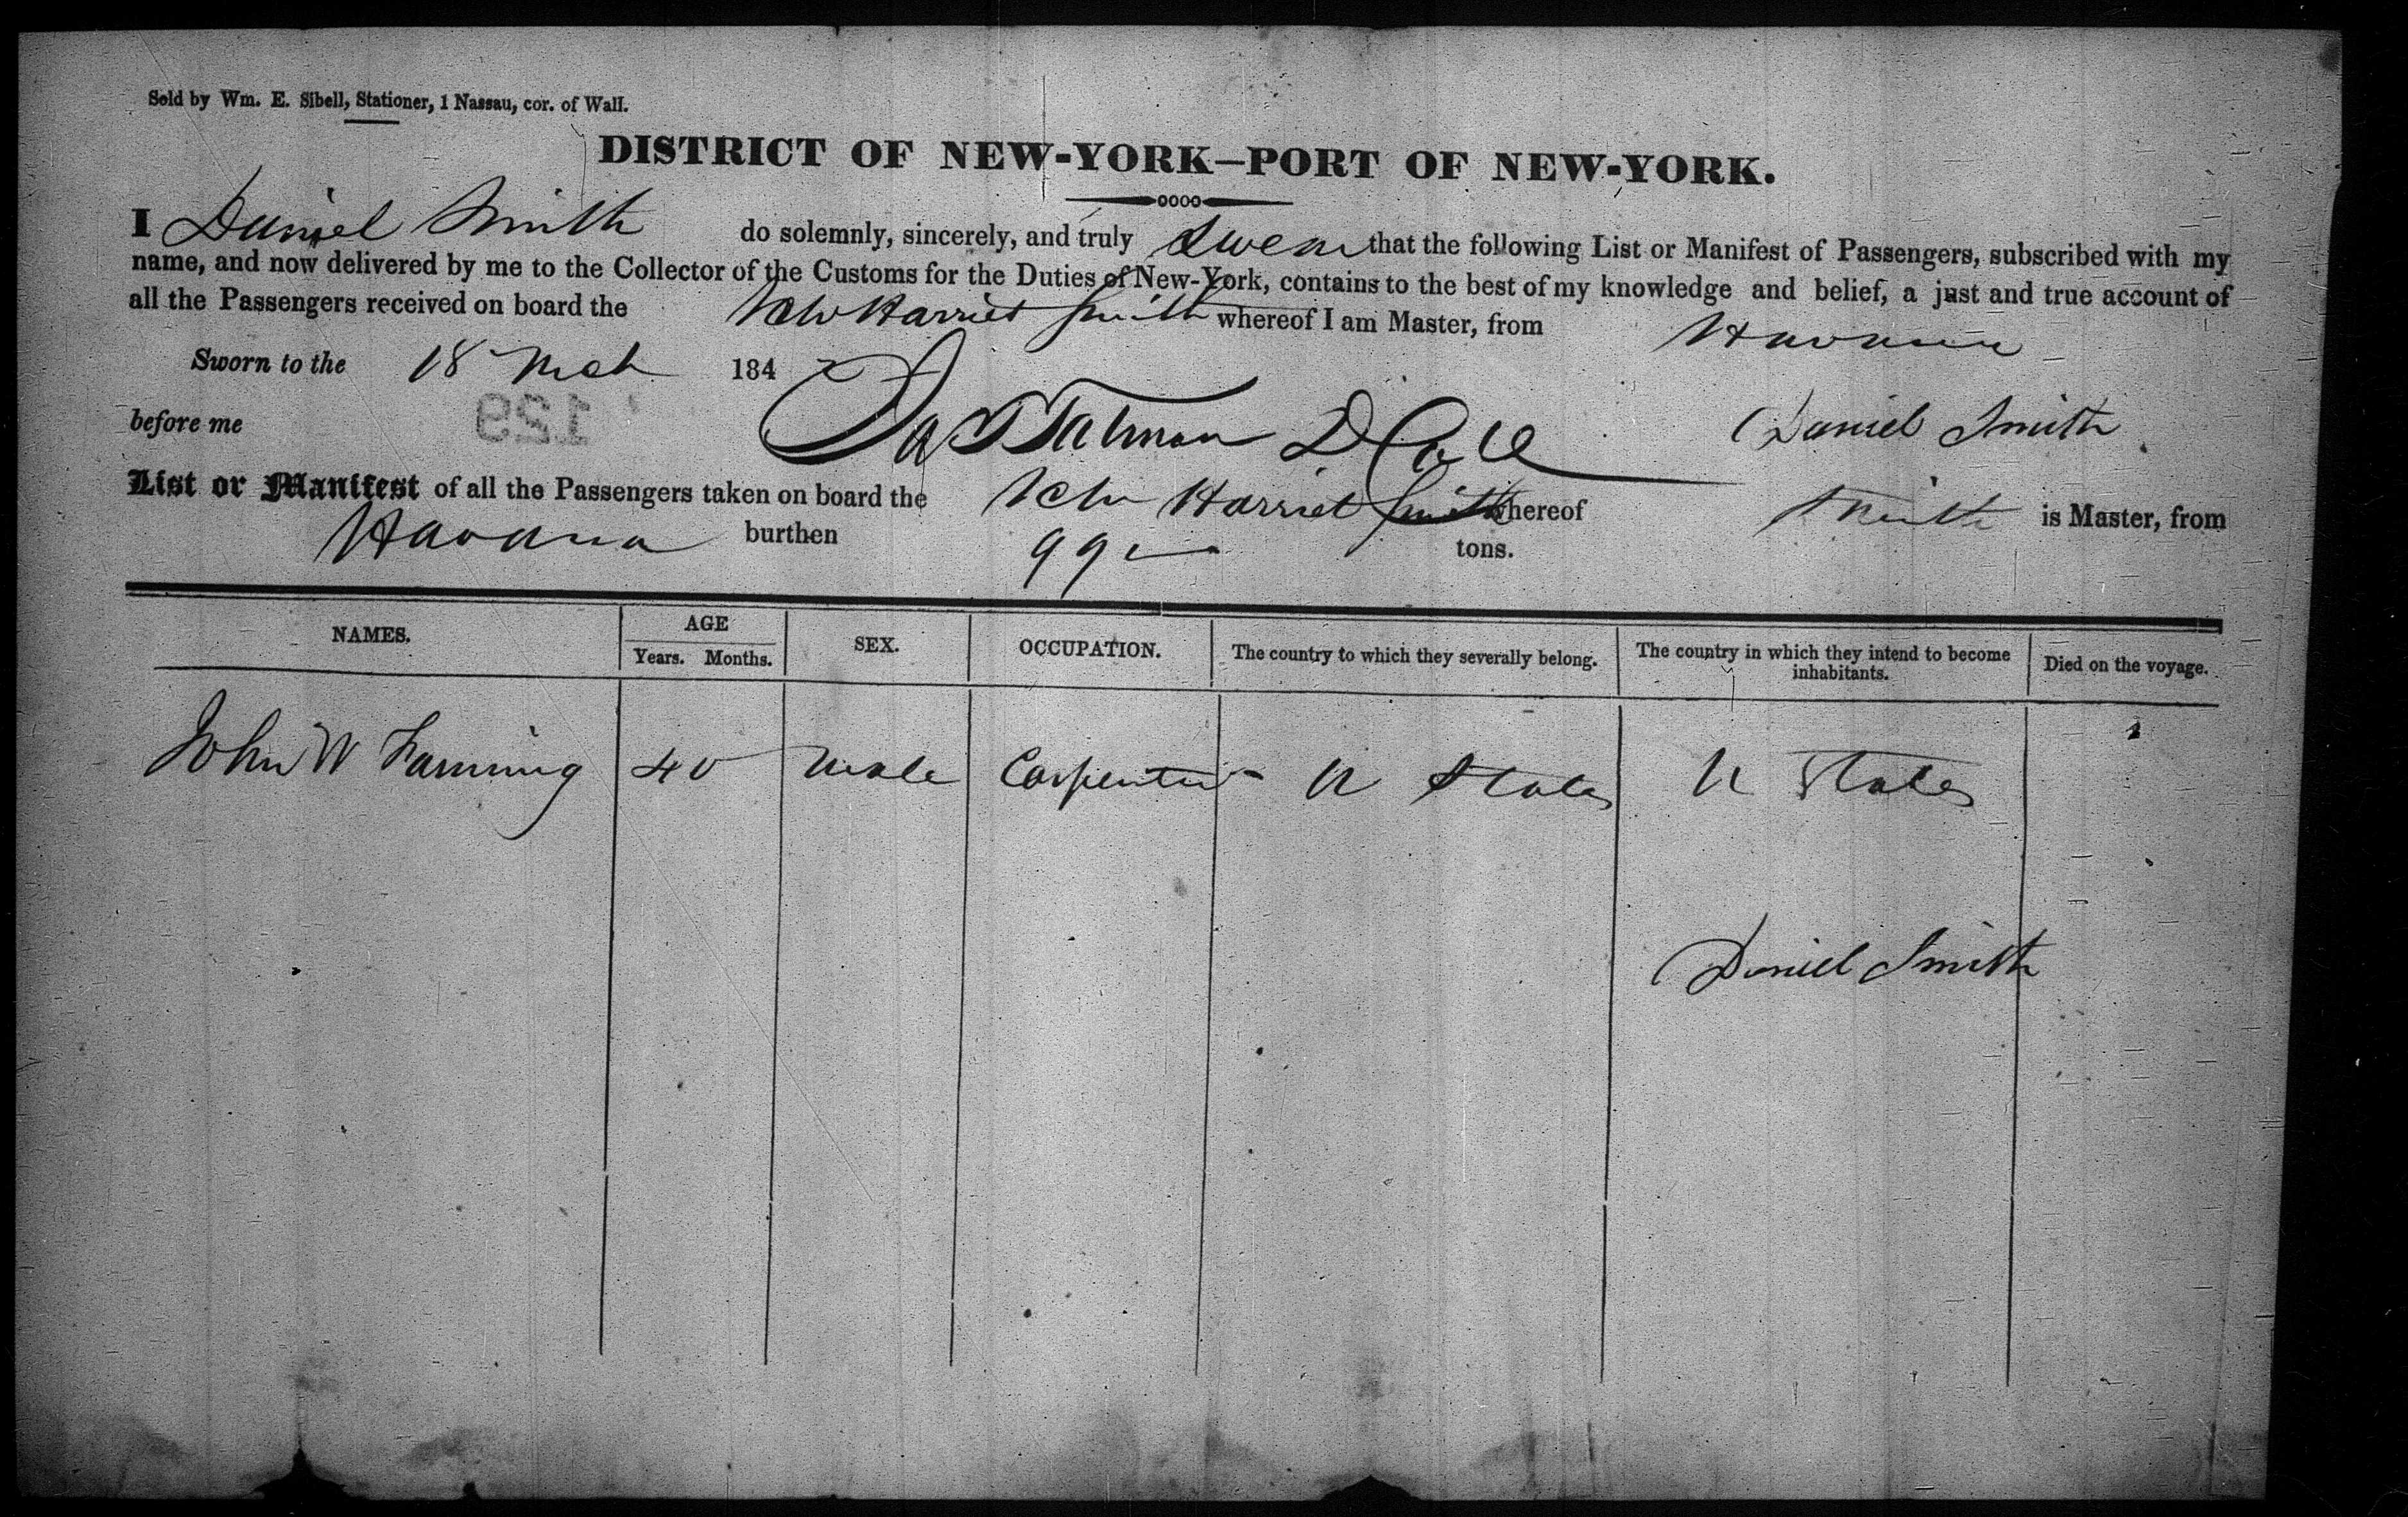 Sold by Wm. E. Sibell, Stationer, 1 Nassau, cor. of Wall.
DISTRICT OF NEW-YORK—PORT OF NEW-YORK.
I Daniel Smith do solemnly, sincerely, and truly swear that the following List or Manifest of Passengers, subscribed with my
name, and now delivered by me to the Collector of the Customs for the Duties of New-York, contains to the best of my knowledge and belief, a just and true account of
all the Passengers received on board the Schr Harriet Smith whereof I am Master, from Havana
Sworn to the 18 Mch 184
before me Daniel Smith
129
List or Manifest of all the Passengers taken on board the Schr Harriet Smith whereof Smith is Master, from
Havana burthen 99 tons.
NAMES. AGE SEX. OCCUPATION. The country to which they severally belong. The country in which they intend to become inhabitants. Died on the voyage.
Years. Months.
John W Fanning 40 Male Carpenter U States U States
Daniel Smith